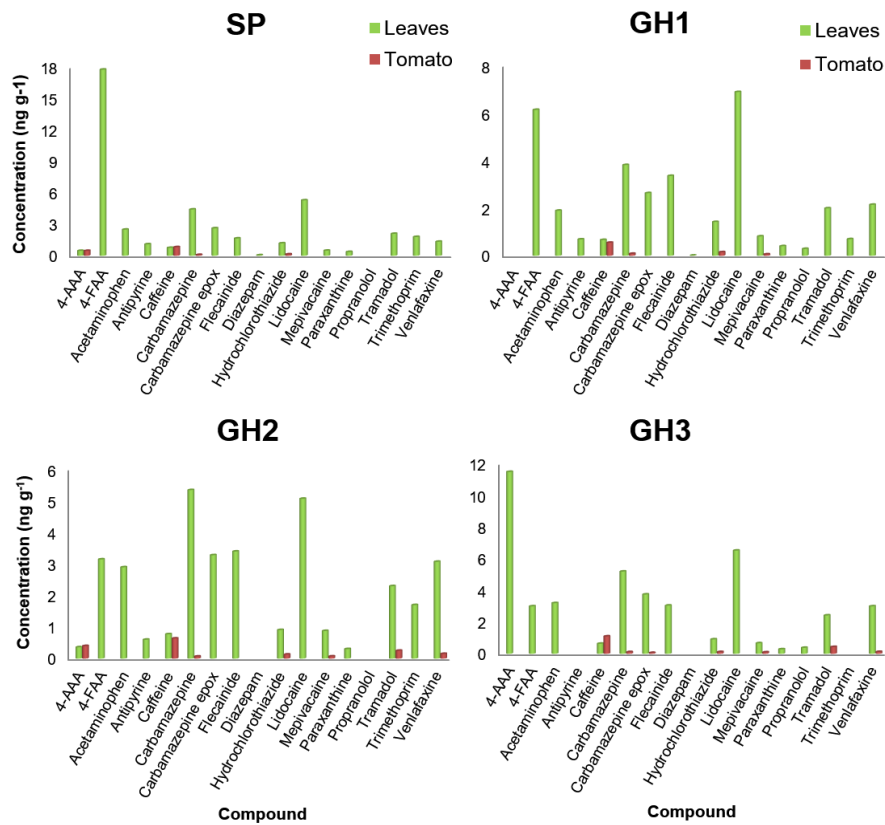 SP
Leaves
Tomato
Concentration (ng g-1)
18
15
12
9
6
3
0
4-AAA
4-FAA
Acetaminophen
Antipyrine
Caffeine
Carbamazepine
Carbamazepine epox
Flecainide
Diazepam
Hydrochlorothiazide
Lidocaine
Mepivacaine
Paraxanthine
Propranolol
Tramadol
Trimethoprim
Venlafaxine
GH1
Leaves
Tomato
8
6
4
2
0
4-AAA
4-FAA
Acetaminophen
Antipyrine
Caffeine
Carbamazepine
Carbamazepine epox
Flecainide
Diazepam
Hydrochlorothiazide
Lidocaine
Mepivacaine
Paraxanthine
Propranolol
Tramadol
Trimethoprim
Venlafaxine
GH2
Concentration (ng g⁻¹)
6
5
4
3
2
1
0
4-AAA
4-FAA
Acetaminophen
Antipyrine
Caffeine
Carbamazepine
Carbamazepine epox
Flecainide
Diazepam
Hydrochlorothiazide
Lidocaine
Mepivacaine
Paraxanthine
Propranolol
Tramadol
Trimethoprim
Venlafaxine
Compound
GH3
12
10
8
6
4
2
0
4-AAA
4-FAA
Acetaminophen
Antipyrine
Caffeine
Carbamazepine
Carbamazepine epox
Flecainide
Diazepam
Hydrochlorothiazide
Lidocaine
Mepivacaine
Paraxanthine
Propranolol
Tramadol
Trimethoprim
Venlafaxine
Compound